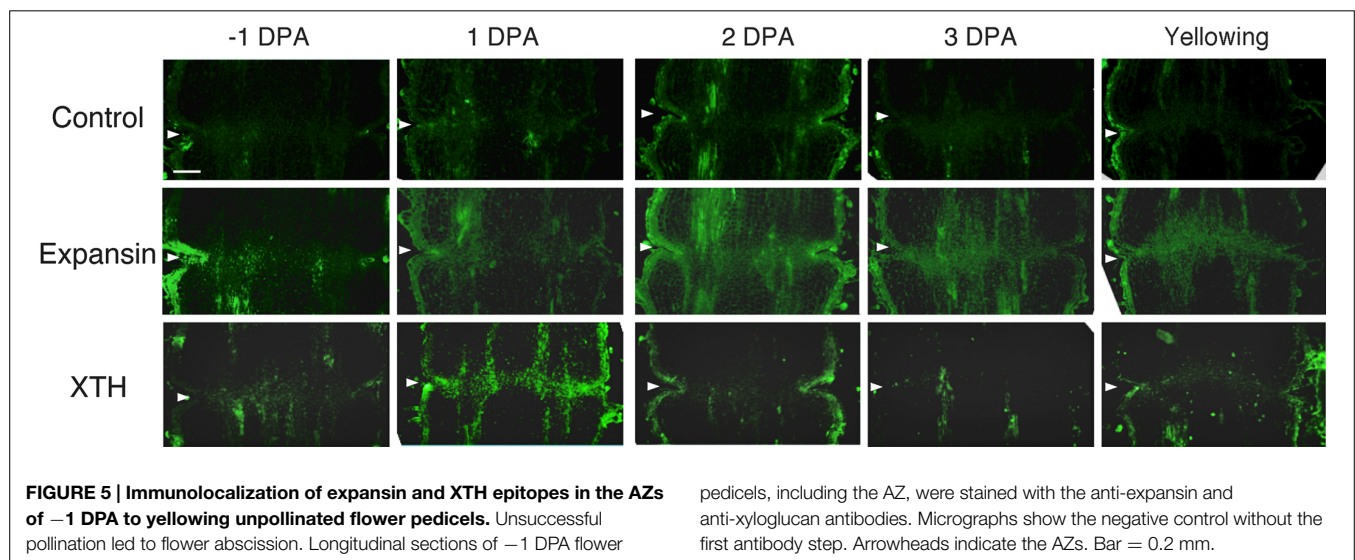 -1 DPA 1 DPA 2 DPA 3 DPA Yellowing
Control
Expansin
XTH
FIGURE 5 | Immunolocalization of expansin and XTH epitopes in the AZs
of −1 DPA to yellowing unpollinated flower pedicels. Unsuccessful
pollination led to flower abscission. Longitudinal sections of −1 DPA flower
pedicels, including the AZ, were stained with the anti-expansin and
anti-xyloglucan antibodies. Micrographs show the negative control without the
first antibody step. Arrowheads indicate the AZs. Bar = 0.2 mm.